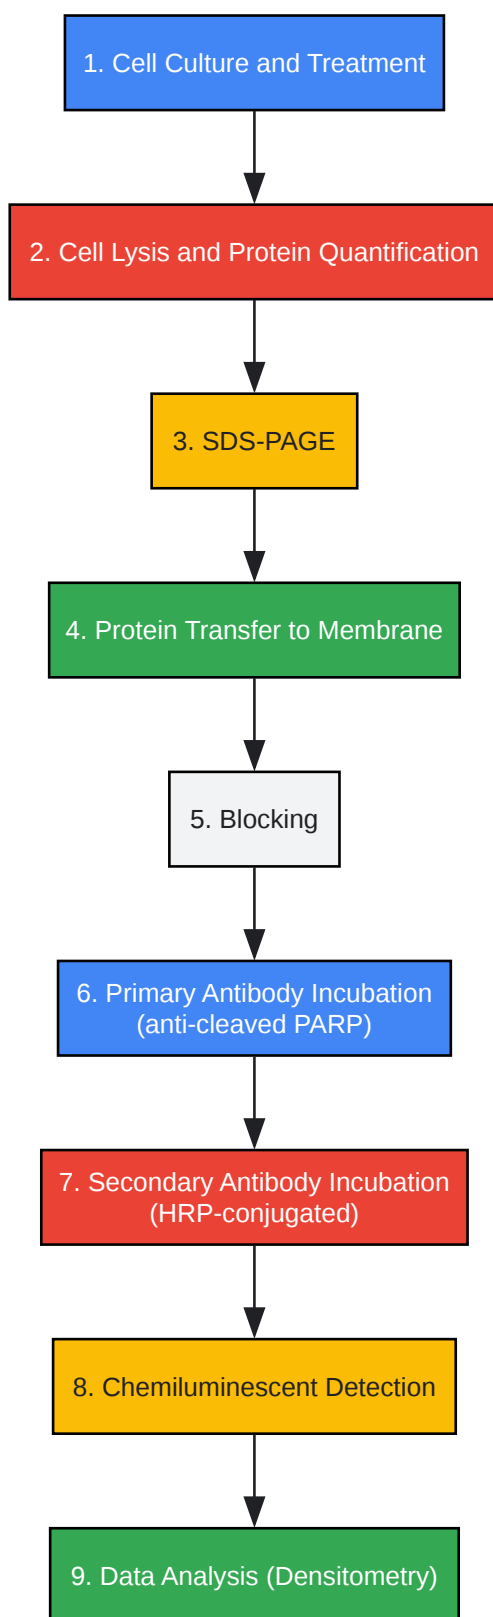 1. Cell Culture and Treatment
2. Cell Lysis and Protein Quantification
3. SDS-PAGE
4. Protein Transfer to Membrane
5. Blocking
6. Primary Antibody Incubation
(anti-cleaved PARP)
7. Secondary Antibody Incubation
(HRP-conjugated)
8. Chemiluminescent Detection
9. Data Analysis (Densitometry)